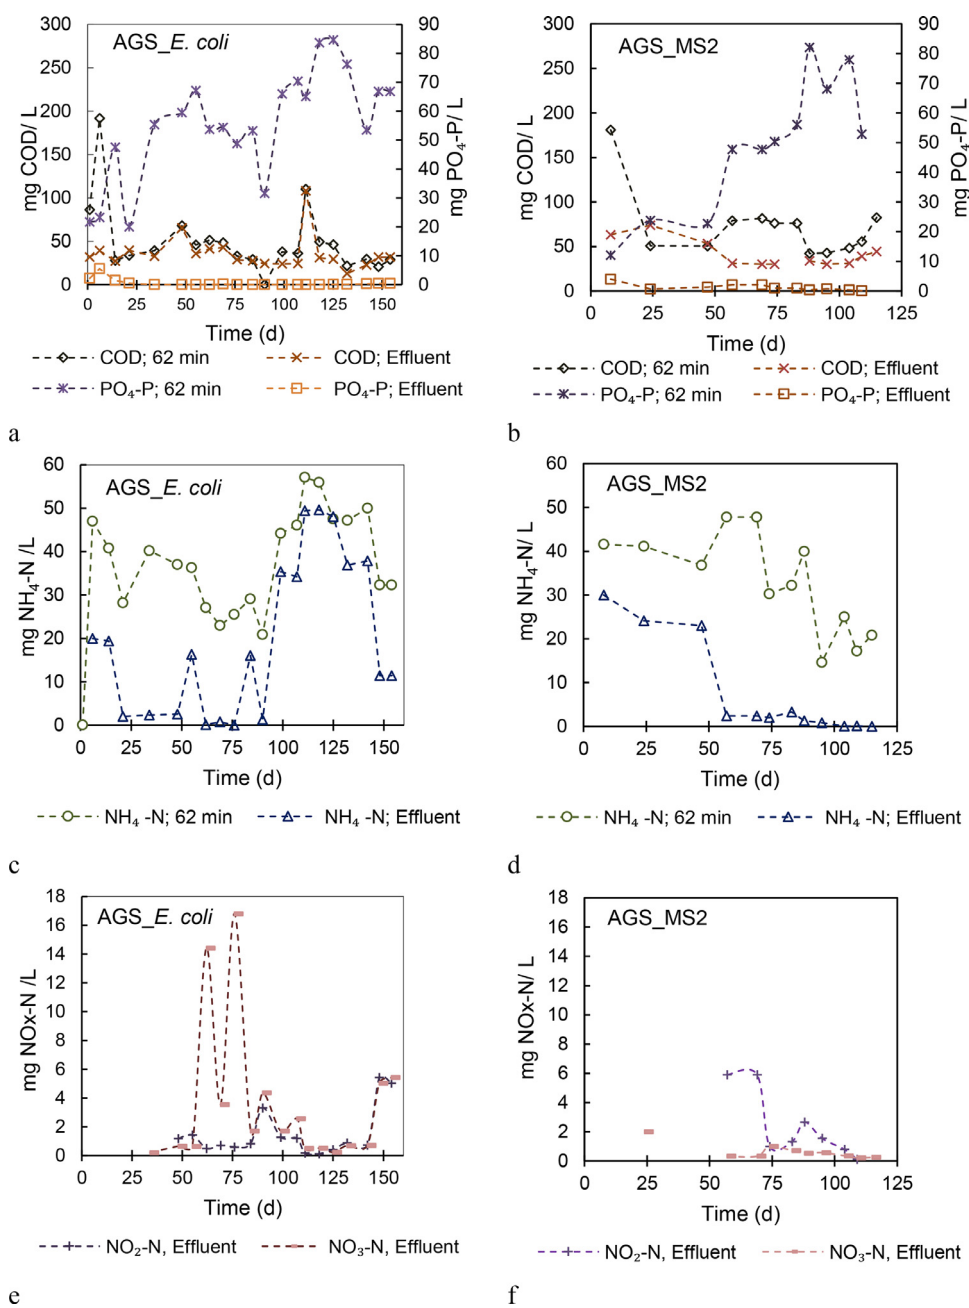 AGS_E. coli
mg COD/ L
300
250
200
150
100
50
0
90
80
70
60
50
40
30
20
10
0
mg PO₄-P/ L
0 25 50 75 100 125 150
Time (d)
COD; 62 min
COD; Effluent
PO₄-P; 62 min
PO₄-P; Effluent
a
AGS_MS2
mg COD/ L
300
250
200
150
100
50
0
90
80
70
60
50
40
30
20
10
0
mg PO₄-P/ L
0 25 50 75 100 125
Time (d)
COD; 62 min
COD; Effluent
PO₄-P; 62 min
PO₄-P; Effluent
b
AGS_E. coli
mg NH₄-N /L
60
50
40
30
20
10
0
0 25 50 75 100 125 150
Time (d)
NH₄ -N; 62 min
NH₄ -N; Effluent
c
AGS_MS2
mg NH₄-N/ L
60
50
40
30
20
10
0
0 25 50 75 100 125
Time (d)
NH₄ -N; 62 min
NH₄ -N; Effluent
d
AGS_E. coli
mg NOx-N /L
18
16
14
12
10
8
6
4
2
0
0 25 50 75 100 125 150
Time (d)
NO₂-N, Effluent
NO₃-N, Effluent
e
AGS_MS2
mg NOx-N/ L
18
16
14
12
10
8
6
4
2
0
0 25 50 75 100 125
Time (d)
NO₂-N, Effluent
NO₃-N, Effluent
f